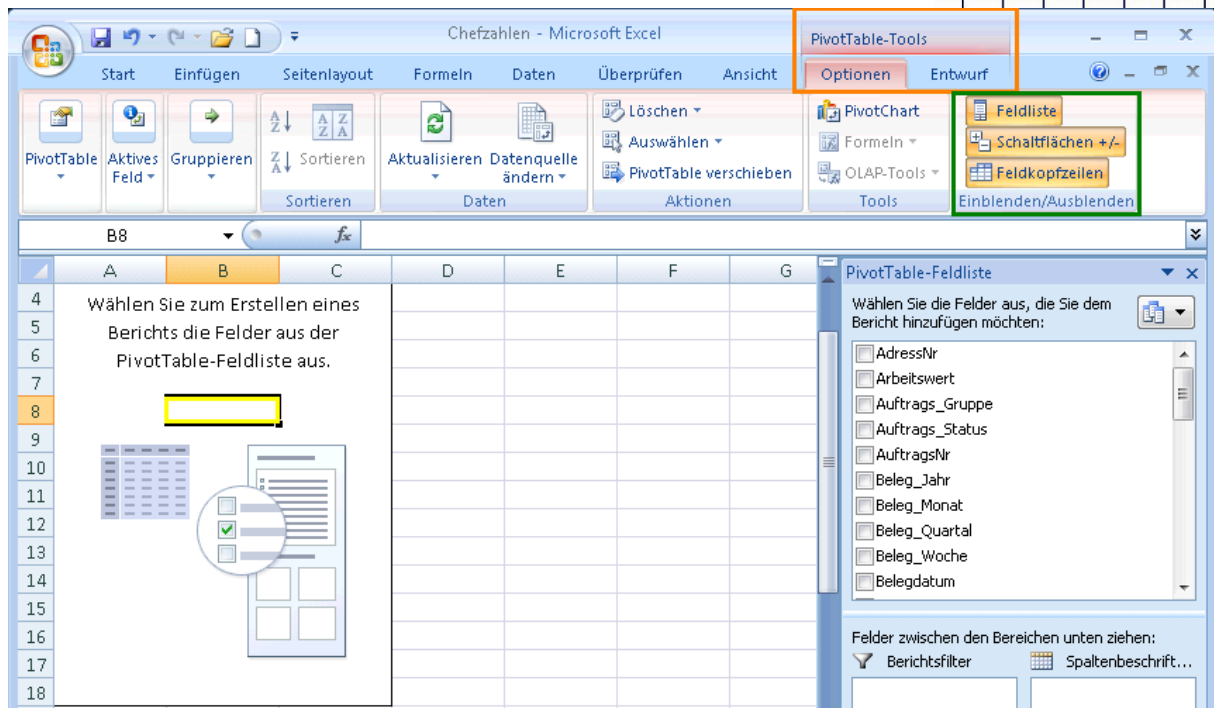 Chefzahlen - Microsoft Excel
PivotTable-Tools
Start Einfügen Seitenlayout Formeln Daten Überprüfen Ansicht Optionen Entwurf
PivotTable
Aktives Feld
Gruppieren
A Z
Z A
A Z
Z A
Sortieren
Sortieren
Aktualisieren
Datenquelle ändern
Daten
Löschen
Auswählen
PivotTable verschieben
Aktionen
PivotChart
Formeln
OLAP-Tools
Tools
Feldliste
Schaltflächen +/-
Feldkopfzeilen
Einblenden/Ausblenden
B8 fx
A B C D E F G
4
5
6
7
8
9
10
11
12
13
14
15
16
17
18
Wählen Sie zum Erstellen eines
Berichts die Felder aus der
PivotTable-Feldliste aus.
PivotTable-Feldliste
Wählen Sie die Felder aus, die Sie dem
Bericht hinzufügen möchten:
AdressNr
Arbeitswert
Auftrags_Gruppe
Auftrags_Status
AuftragsNr
Beleg_Jahr
Beleg_Monat
Beleg_Quartal
Beleg_Woche
Belegdatum
Felder zwischen den Bereichen unten ziehen:
Berichtsfilter Spaltenbeschrift...